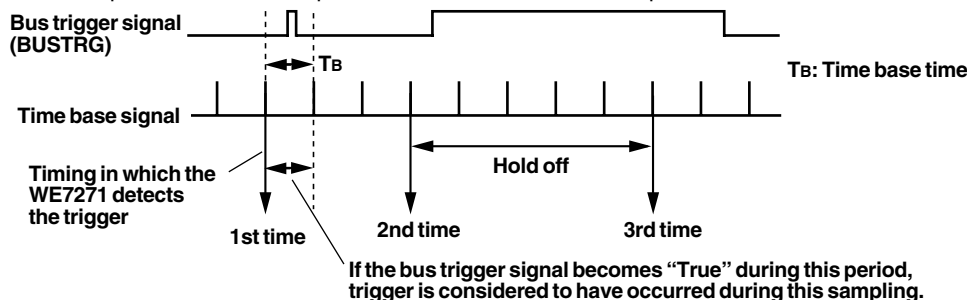 Bus trigger signal
(BUSTRG)
TB
TB: Time base time
Time base signal
Hold off
Timing in which the
WE7271 detects
the trigger
1st time
2nd time
3rd time
If the bus trigger signal becomes “True” during this period,
trigger is considered to have occurred during this sampling.